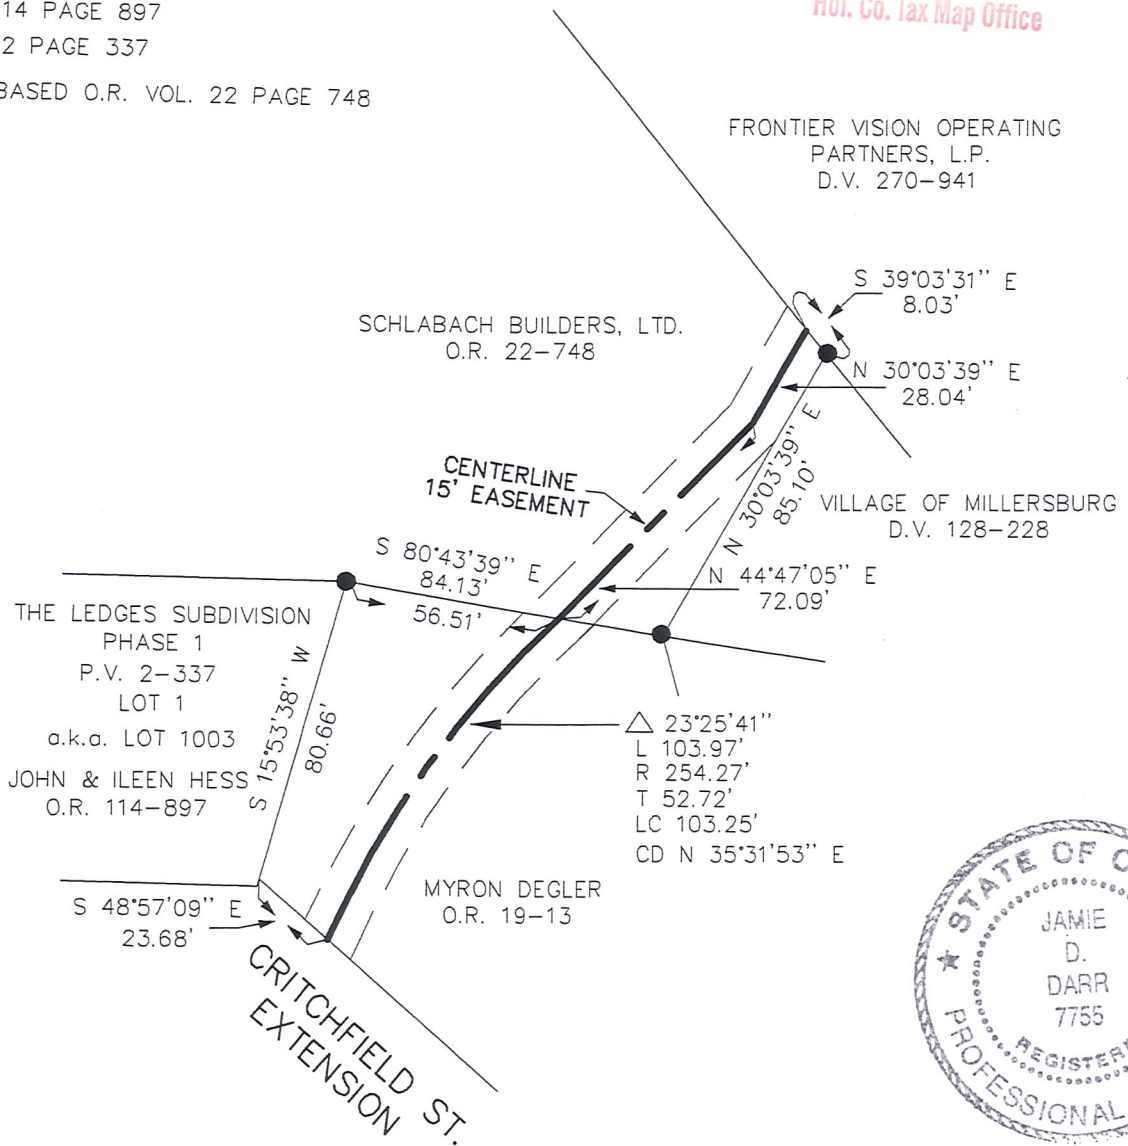 14 PAGE 897
2 PAGE 337
BASED O.R. VOL. 22 PAGE 748
Hol. Co. Tax Map Office
FRONTIER VISION OPERATING
PARTNERS, L.P.
D.V. 270-941
S 39°03'31'' E
8.03'
SCHLABACH BUILDERS, LTD.
O.R. 22-748
N 30°03'39'' E
28.04'
CENTERLINE
15' EASEMENT
N 30°03'39'' E
85.10'
VILLAGE OF MILLERSBURG
D.V. 128-228
S 80°43'39'' E
84.13'
56.51'
N 44°47'05'' E
72.09'
THE LEDGES SUBDIVISION
PHASE 1
P.V. 2-337
LOT 1
a.k.a. LOT 1003
JOHN & ILEEN HESS
O.R. 114-897
S 15°53'38'' W
80.66'
△ 23°25'41''
L 103.97'
R 254.27'
T 52.72'
LC 103.25'
CD N 35°31'53'' E
MYRON DEGLER
O.R. 19-13
S 48°57'09'' E
23.68'
CRITCHFIELD ST.
EXTENSION
★ STATE OF O
JAMIE
D.
DARR
7755
REGISTERE
PROFESSIONAL